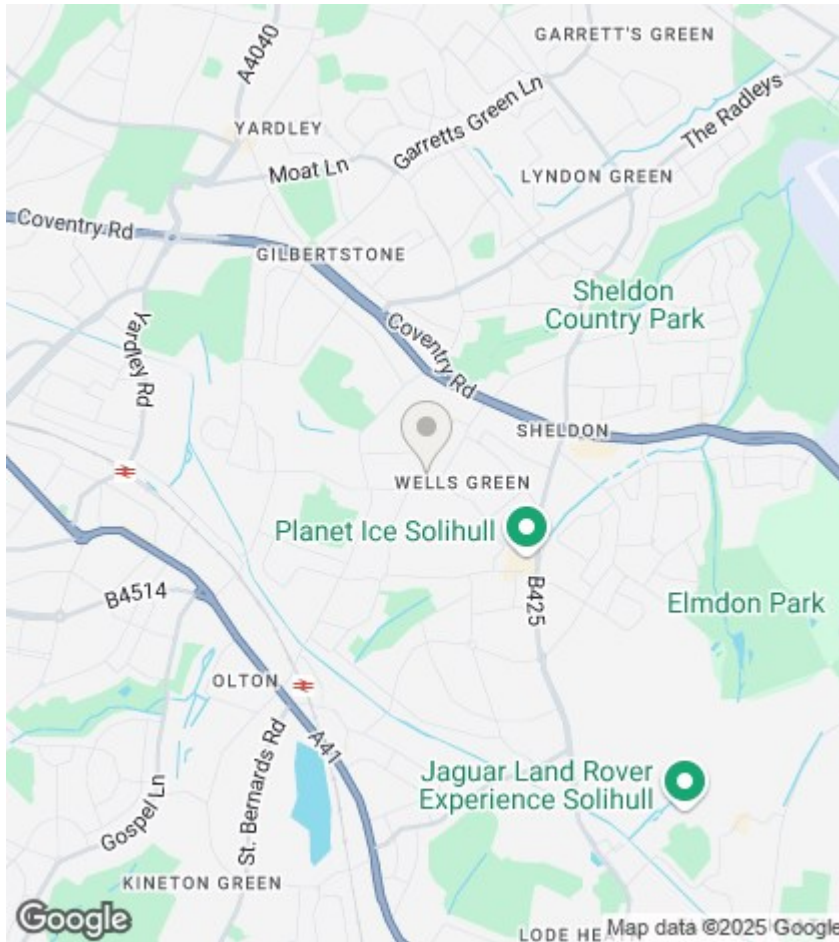 GARRETT'S GREEN
A4040
The Radleys
YARDLEY
Garretts Green Ln
Moat Ln
LYNDON GREEN
Coventry Rd
GILBERTSTONE
Sheldon
Country Park
Yardley Rd
Coventry Rd
SHELDON
WELLS GREEN
Planet Ice Solihull
B4514
B425
Elmdon Park
OLTON
A41
St. Bernards Rd
Jaguar Land Rover
Experience Solihull
Gospel Ln
KINETON GREEN
Google
LODE HEATH
Map data ©2025 Google